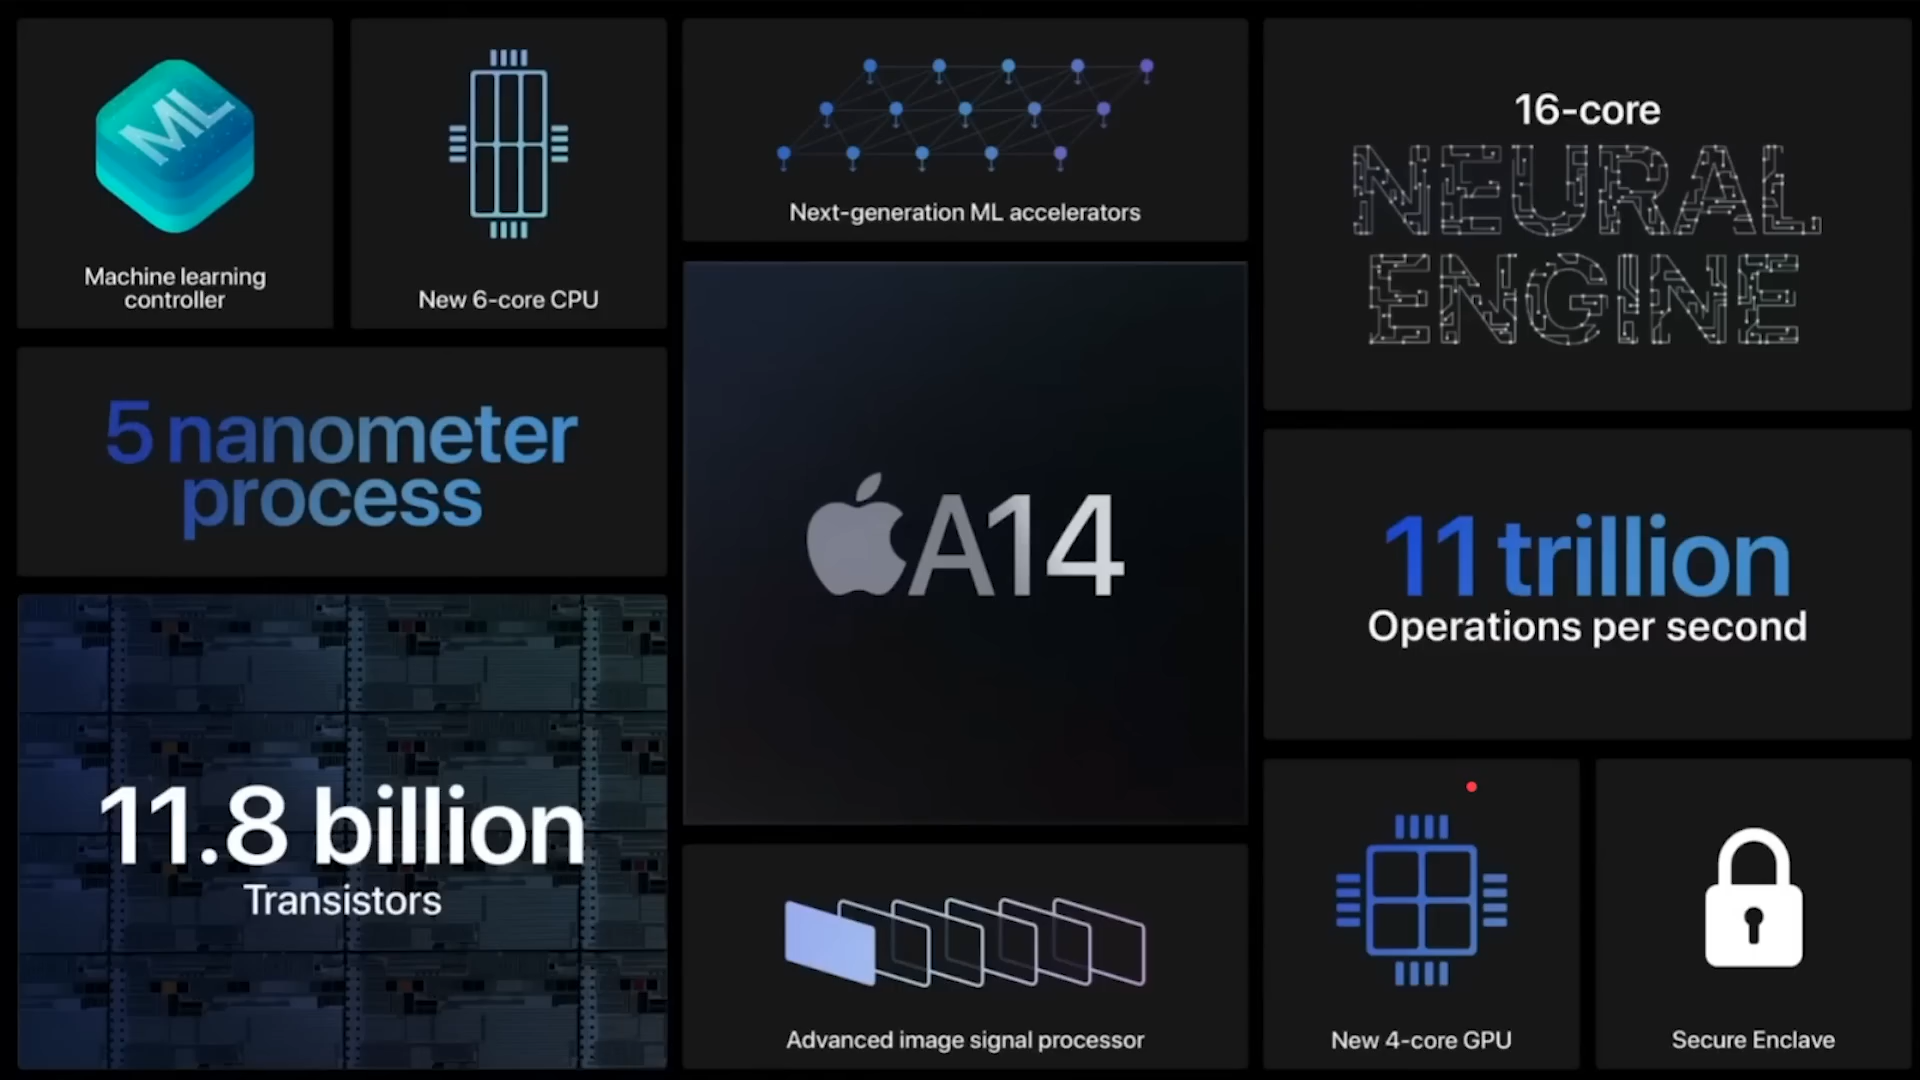 ML
Machine learning
controller
New 6-core CPU
Next-generation ML accelerators
16-core
NEURAL
ENGINE
5 nanometer
process
A14
11 trillion
Operations per second
11.8 billion
Transistors
Advanced image signal processor
New 4-core GPU
Secure Enclave